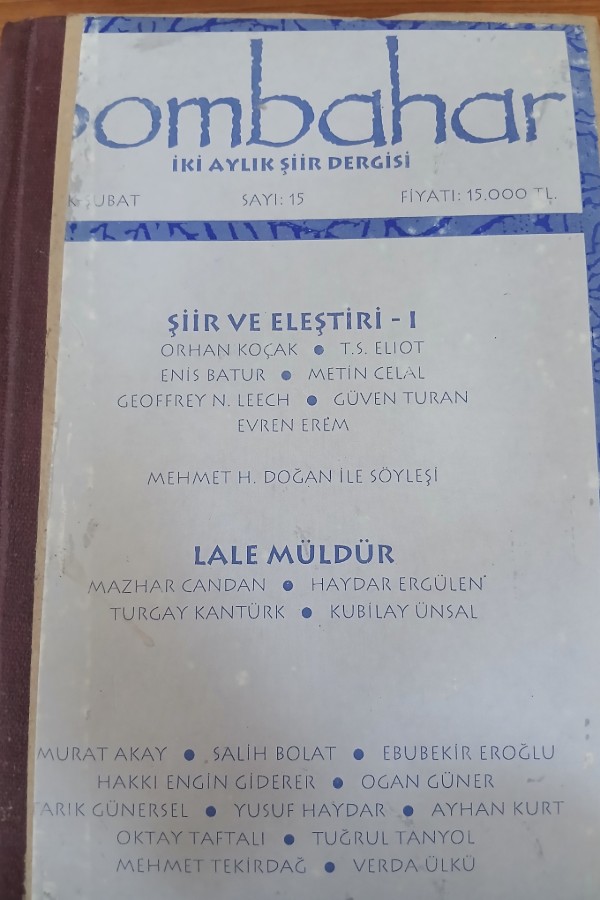 ombahar
İKİ AYLIK ŞİİR DERGİSİ
ŞUBAT SAYI: 15 FİYATI: 15.000 TL.
ŞİİR VE ELEŞTİRİ - I
ORHAN KOÇAK ● T.S. ELIOT
ENİS BATUR ● METİN CELAL
GEOFFREY N. LEECH ● GÜVEN TURAN
EVREN EREM
MEHMET H. DOĞAN İLE SÖYLEŞİ
LALE MÜLDÜR
MAZHAR CANDAN ● HAYDAR ERGÜLEN
TURGAY KANTÜRK ● KUBİLAY ÜNSAL
MURAT AKAY ● SALİH BOLAT ● EBUBEKİR EROĞLU
HAKKI ENGİN GİDERER ● OGAN GÜNER
TARIK GÜNERSEL ● YUSUF HAYDAR ● AYHAN KURT
OKTAY TAFTALI ● TUĞRUL TANYOL
MEHMET TEKİRDAĞ ● VERDA ÜLKÜ